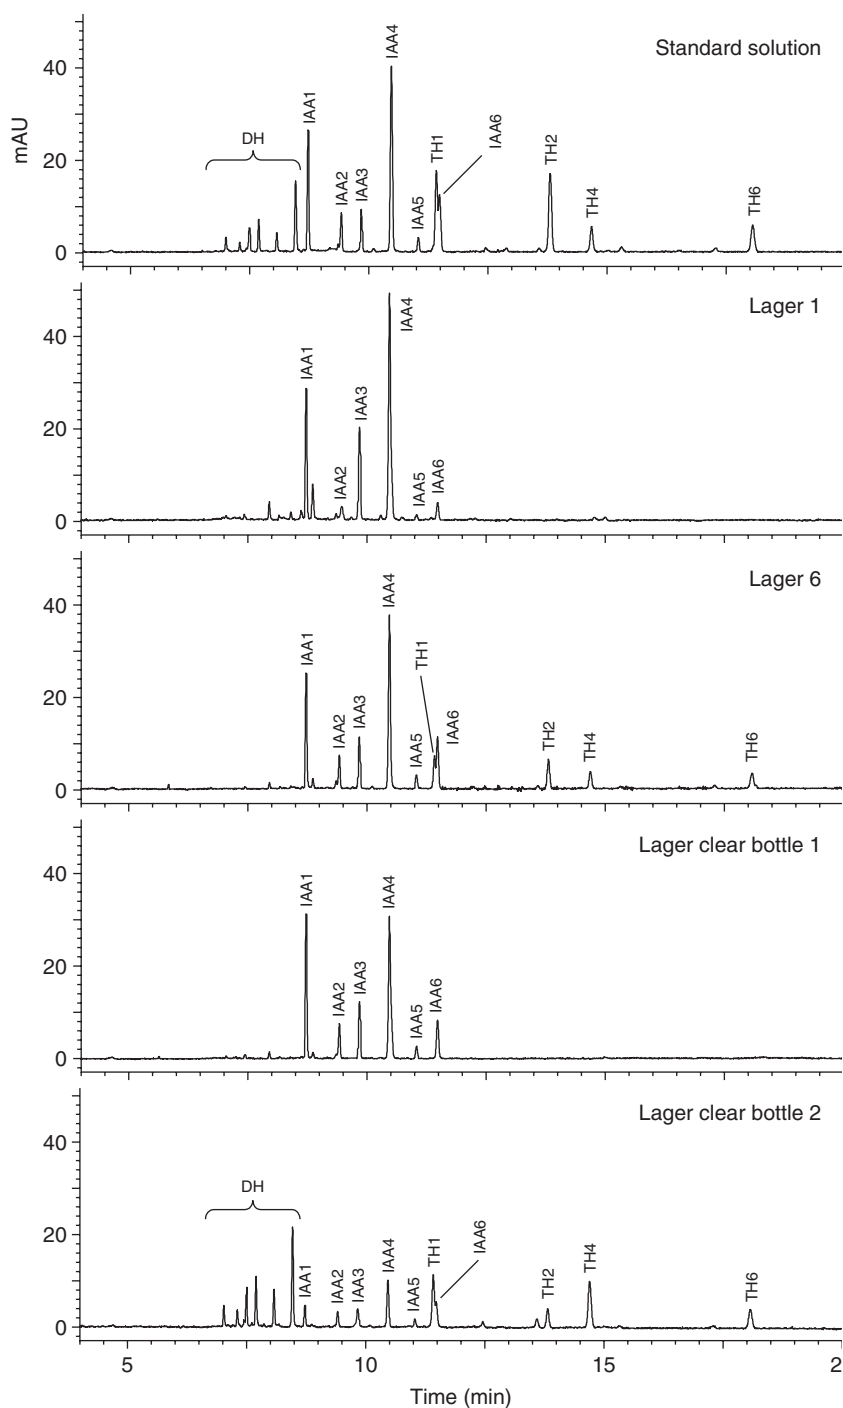 Standard solution
mAU
40
20
0
DH
IAA1
IAA2
IAA3
IAA4
IAA5
TH1
IAA6
TH2
TH4
TH6
Lager 1
40
20
0
IAA1
IAA2
IAA3
IAA4
IAA5
IAA6
Lager 6
40
20
0
IAA1
IAA2
IAA3
IAA4
IAA5
TH1
IAA6
TH2
TH4
TH6
Lager clear bottle 1
40
20
0
IAA1
IAA2
IAA3
IAA4
IAA5
IAA6
Lager clear bottle 2
40
20
0
DH
IAA1
IAA2
IAA3
IAA4
IAA5
TH1
IAA6
TH2
TH4
TH6
5
10
15
Time (min)